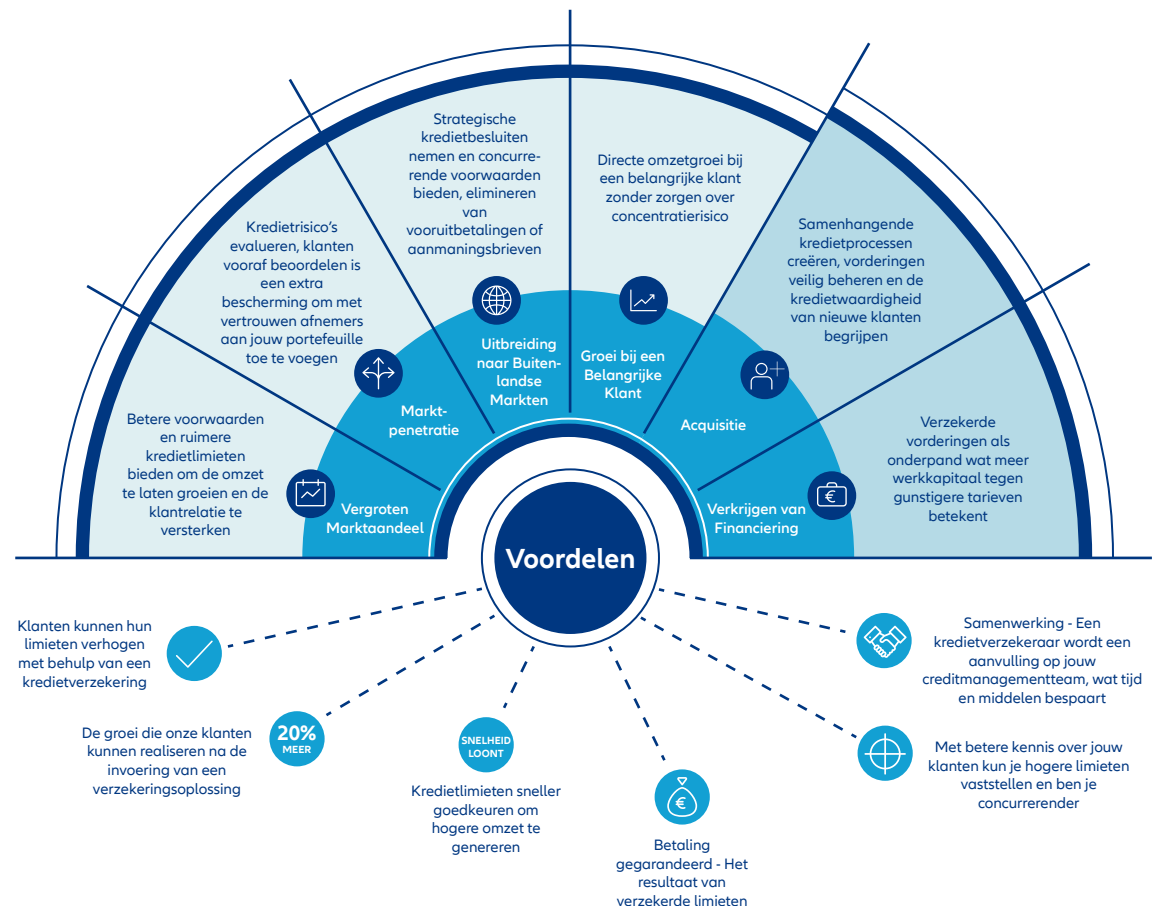 Betere voorwaarden
en ruimere
kredietlimieten
bieden om de omzet
te laten groeien en de
klantrelatie te
versterken
Vergroten
Marktaandeel
Kredietrisico's
evalueren, klanten
vooraf beoordelen is
een extra
bescherming om met
vertrouwen afnemers
aan jouw portefeuille
toe te voegen
Markt-
penetratie
Strategische
kredietbesluiten
nemen en concurre-
rende voorwaarden
bieden, elimineren
van
vooruitbetalingen of
aanmaningsbrieven
Uitbreiding
naar Buiten-
landse
Markten
Directe omzetgroei bij
een belangrijke klant
zonder zorgen over
concentratierisico
Groei bij een
Belangrijke
Klant
Samenhangende
kredietprocessen
creëren, vorderingen
veilig beheren en de
kredietwaardigheid
van nieuwe klanten
begrijpen
Acquisitie
Verzekerde
vorderingen als
onderpand wat meer
werkkapitaal tegen
gunstigere tarieven
betekent
€
Verkrijgen van
Financiering
Voordelen
Klanten kunnen hun
limieten verhogen
met behulp van een
kredietverzekering
De groei die onze klanten
kunnen realiseren na de
invoering van een
verzekeringsoplossing
20%
MEER
SNELHEID
LOONT
Kredietlimieten sneller
goedkeuren om
hogere omzet te
genereren
€
Betaling
gegarandeerd - Het
resultaat van
verzekerde limieten
Met betere kennis over jouw
klanten kun je hogere limieten
vaststellen en ben je
concurrerender
Samenwerking - Een
kredietverzekeraar wordt een
aanvulling op jouw
creditmanagementteam, wat tijd
en middelen bespaart